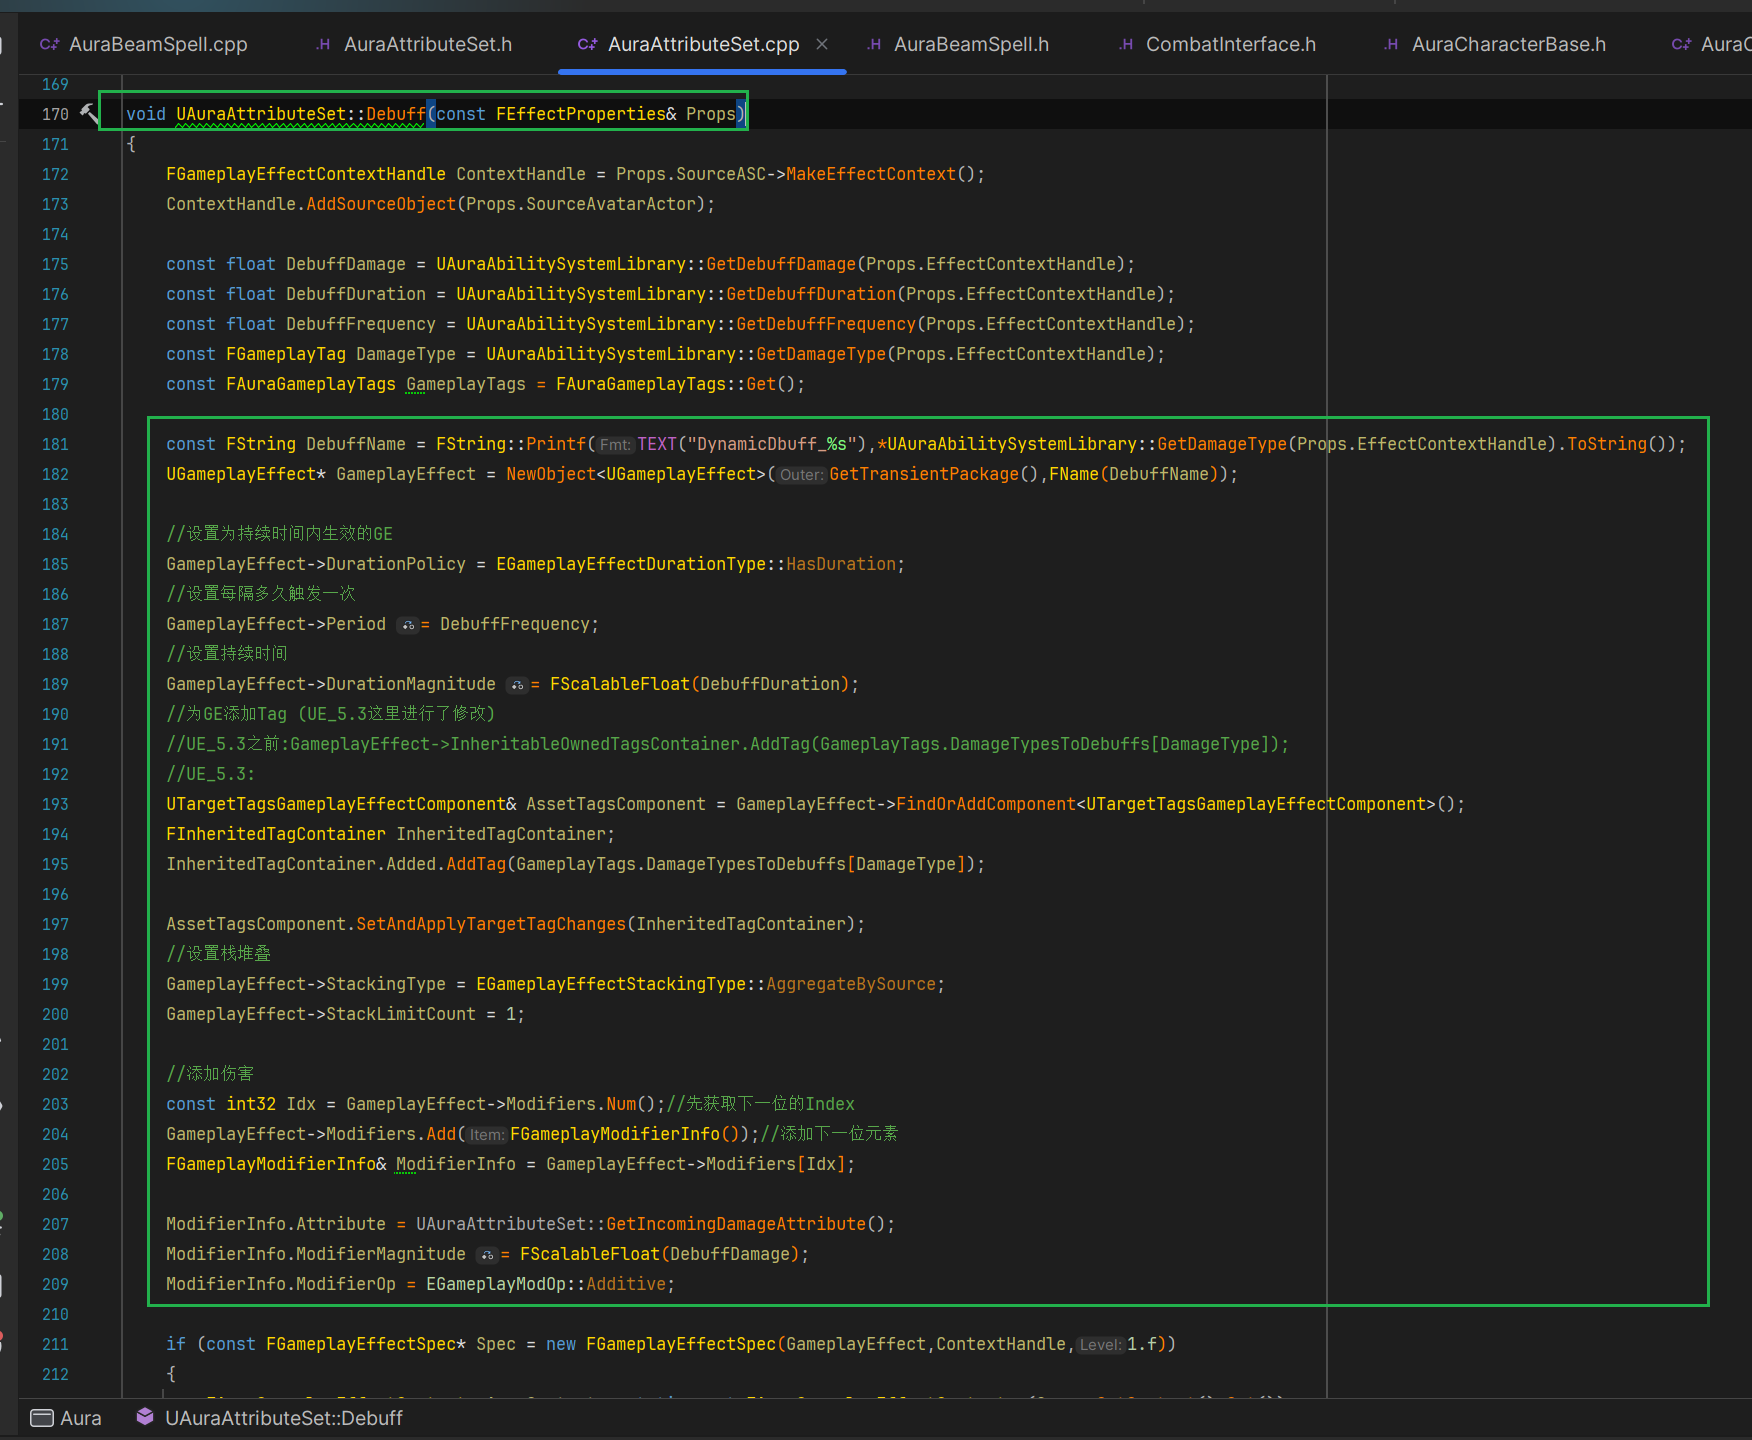 AuraBeamSpell.cpp .H AuraAttributeSet.h AuraAttributeSet.cpp .H AuraBeamSpell.h .H CombatInterface.h .H AuraCharacterBase.h
169
170 void UAuraAttributeSet::Debuff(const FEffectProperties& Props)
171 {
172 FGameplayEffectContextHandle ContextHandle = Props.SourceASC->MakeEffectContext();
173 ContextHandle.AddSourceObject(Props.SourceAvatarActor);
174
175 const float DebuffDamage = UAuraAbilitySystemLibrary::GetDebuffDamage(Props.EffectContextHandle);
176 const float DebuffDuration = UAuraAbilitySystemLibrary::GetDebuffDuration(Props.EffectContextHandle);
177 const float DebuffFrequency = UAuraAbilitySystemLibrary::GetDebuffFrequency(Props.EffectContextHandle);
178 const FGameplayTag DamageType = UAuraAbilitySystemLibrary::GetDamageType(Props.EffectContextHandle);
179 const FAuraGameplayTags GameplayTags = FAuraGameplayTags::Get();
180
181 const FString DebuffName = FString::Printf(Fmt:TEXT("DynamicDbuff_%s"),*UAuraAbilitySystemLibrary::GetDamageType(Props.EffectContextHandle).ToString());
182 UGameplayEffect* GameplayEffect = NewObject<UGameplayEffect>(Outer:GetTransientPackage(),FName(DebuffName));
183
184 //设置为持续时间内生效的GE
185 GameplayEffect->DurationPolicy = EGameplayEffectDurationType::HasDuration;
186 //设置每隔多久触发一次
187 GameplayEffect->Period = DebuffFrequency;
188 //设置持续时间
189 GameplayEffect->DurationMagnitude = FScalableFloat(DebuffDuration);
190 //为GE添加Tag (UE_5.3这里进行了修改)
191 //UE_5.3之前:GameplayEffect->InheritableOwnedTagsContainer.AddTag(GameplayTags.DamageTypesToDebuffs[DamageType]);
192 //UE_5.3:
193 UTargetTagsGameplayEffectComponent& AssetTagsComponent = GameplayEffect->FindOrAddComponent<UTargetTagsGameplayEffectComponent>();
194 FInheritedTagContainer InheritedTagContainer;
195 InheritedTagContainer.Added.AddTag(GameplayTags.DamageTypesToDebuffs[DamageType]);
196
197 AssetTagsComponent.SetAndApplyTargetTagChanges(InheritedTagContainer);
198 //设置栈堆叠
199 GameplayEffect->StackingType = EGameplayEffectStackingType::AggregateBySource;
200 GameplayEffect->StackLimitCount = 1;
201
202 //添加伤害
203 const int32 Idx = GameplayEffect->Modifiers.Num();//先获取下一位的Index
204 GameplayEffect->Modifiers.Add(Item:FGameplayModifierInfo());//添加下一位元素
205 FGameplayModifierInfo& ModifierInfo = GameplayEffect->Modifiers[Idx];
206
207 ModifierInfo.Attribute = UAuraAttributeSet::GetIncomingDamageAttribute();
208 ModifierInfo.ModifierMagnitude = FScalableFloat(DebuffDamage);
209 ModifierInfo.ModifierOp = EGameplayModOp::Additive;
210
211 if (const FGameplayEffectSpec* Spec = new FGameplayEffectSpec(GameplayEffect,ContextHandle,Level:1.f))
212 {
Aura UAuraAttributeSet::Debuff